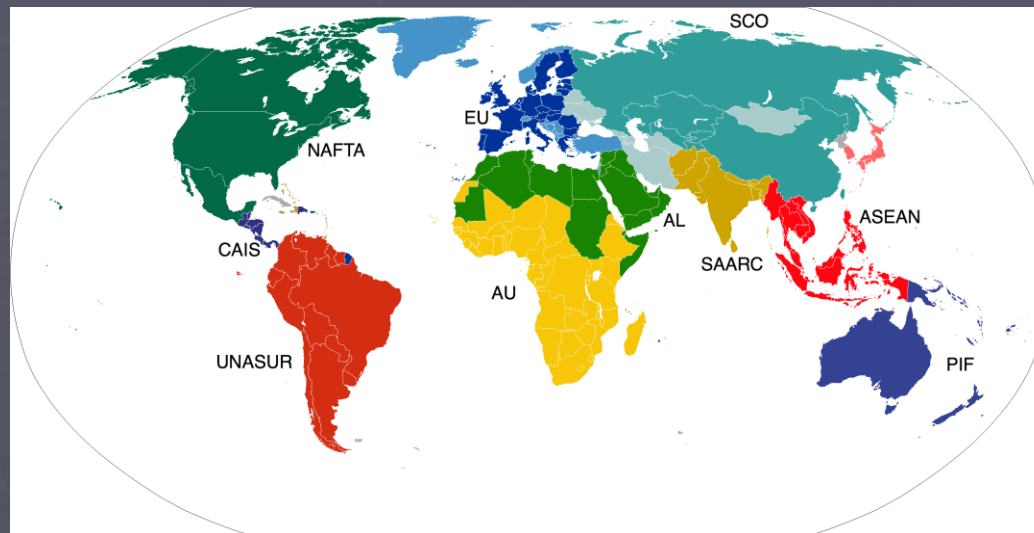 SCO
EU
NAFTA
ASEAN
AL
CAIS
SAARC
AU
UNASUR
PIF